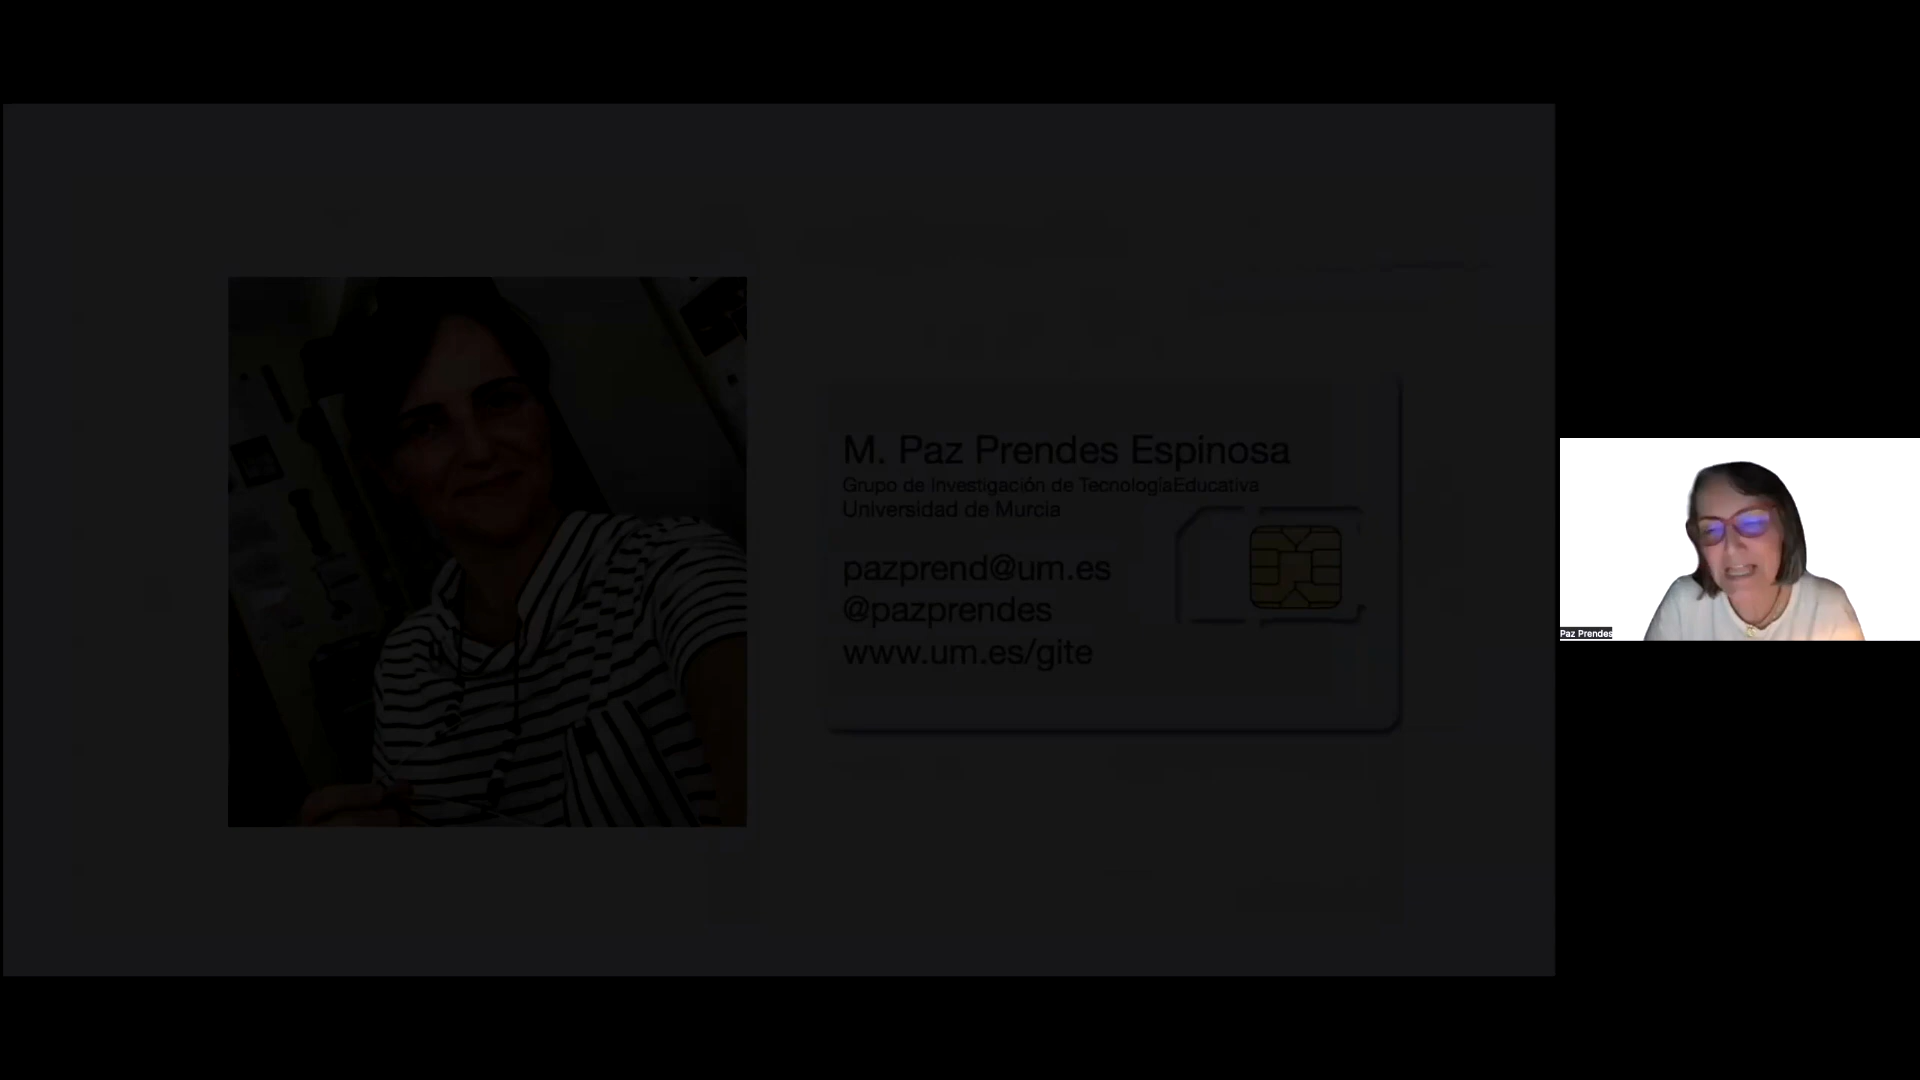 M. Paz Prendes Espinosa
Grupo de Investigación de TecnologíaEducativa
Universidad de Murcia
pazprend@um.es
@pazprendes
www.um.es/gite
Paz Prendes